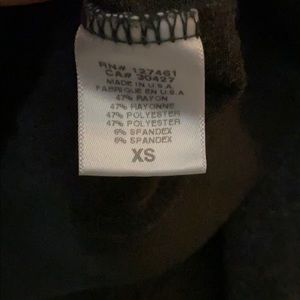 RN# 127461
CA# 30427
MADE IN U.S.A
FABRIQUE EN U.S.A
47% RAYON
47% RAYONNE
47% POLYESTER
47% POLYESTER
6% SPANDEX
6% SPANDEX
XS